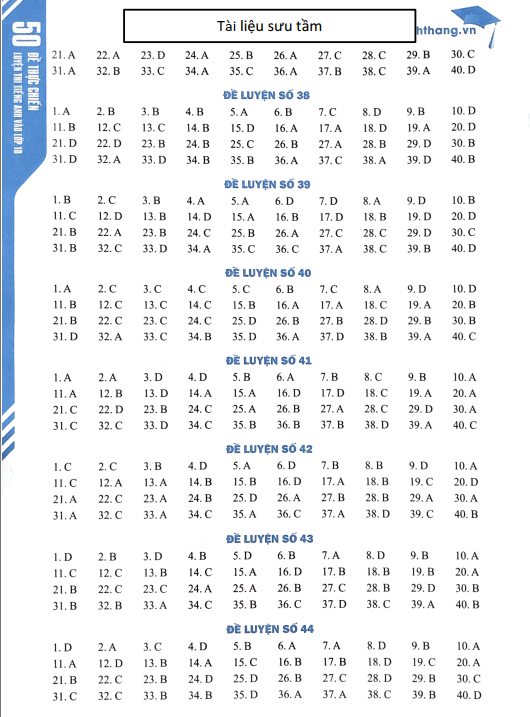 Tài liệu sưu tầm
hthang.vn
50 ĐỀ THỰC CHIẾN
LUYỆN THI TIẾNG ANH VÀO LỚP 10
21. A 22. A 23. D 24. A 25. B 26. A 27. C 28. C 29. B 30. C
31. A 32. B 33. C 34. A 35. C 36. A 37. B 38. C 39. A 40. D
ĐỀ LUYỆN SỐ 38
1. A 2. B 3. B 4. B 5. A 6. B 7. C 8. D 9. B 10. D
11. B 12. C 13. C 14. B 15. D 16. A 17. A 18. D 19. A 20. D
21. D 22. D 23. B 24. B 25. C 26. B 27. A 28. B 29. D 30. B
31. D 32. A 33. D 34. B 35. B 36. A 37. C 38. A 39. D 40. B
ĐỀ LUYỆN SỐ 39
1. B 2. C 3. B 4. A 5. A 6. D 7. D 8. A 9. D 10. B
11. C 12. D 13. B 14. D 15. A 16. B 17. D 18. B 19. D 20. D
21. B 22. A 23. B 24. C 25. B 26. A 27. C 28. C 29. D 30. C
31. B 32. C 33. D 34. A 35. C 36. C 37. A 38. C 39. B 40. D
ĐỀ LUYỆN SỐ 40
1. A 2. C 3. C 4. C 5. C 6. B 7. C 8. A 9. D 10. D
11. B 12. C 13. C 14. C 15. B 16. A 17. A 18. C 19. A 20. B
21. B 22. C 23. C 24. C 25. D 26. B 27. B 28. D 29. B 30. B
31. D 32. A 33. C 34. B 35. D 36. A 37. D 38. B 39. A 40. C
ĐỀ LUYỆN SỐ 41
1. A 2. A 3. D 4. D 5. B 6. A 7. B 8. C 9. B 10. A
11. A 12. B 13. D 14. A 15. A 16. D 17. D 18. C 19. A 20. A
21. C 22. D 23. B 24. C 25. A 26. B 27. A 28. C 29. D 30. A
31. C 32. C 33. D 34. C 35. B 36. B 37. B 38. D 39. A 40. C
ĐỀ LUYỆN SỐ 42
1. C 2. C 3. B 4. D 5. A 6. D 7. B 8. B 9. D 10. A
11. C 12. A 13. A 14. B 15. B 16. D 17. A 18. B 19. C 20. D
21. A 22. C 23. A 24. B 25. D 26. A 27. B 28. B 29. A 30. A
31. A 32. C 33. A 34. C 35. A 36. C 37. A 38. D 39. C 40. B
ĐỀ LUYỆN SỐ 43
1. D 2. B 3. D 4. B 5. D 6. B 7. A 8. D 9. B 10. A
11. C 12. C 13. B 14. C 15. A 16. D 17. B 18. B 19. B 20. A
21. B 22. C 23. C 24. A 25. A 26. B 27. C 28. B 29. D 30. B
31. B 32. B 33. A 34. C 35. B 36. C 37. D 38. C 39. A 40. B
ĐỀ LUYỆN SỐ 44
1. D 2. A 3. C 4. D 5. B 6. A 7. A 8. D 9. B 10. A
11. A 12. D 13. B 14. A 15. C 16. B 17. B 18. D 19. C 20. A
21. B 22. C 23. B 24. D 25. D 26. B 27. C 28. D 29. B 30. C
31. C 32. C 33. B 34. B 35. D 36. A 37. A 38. C 39. B 40. D